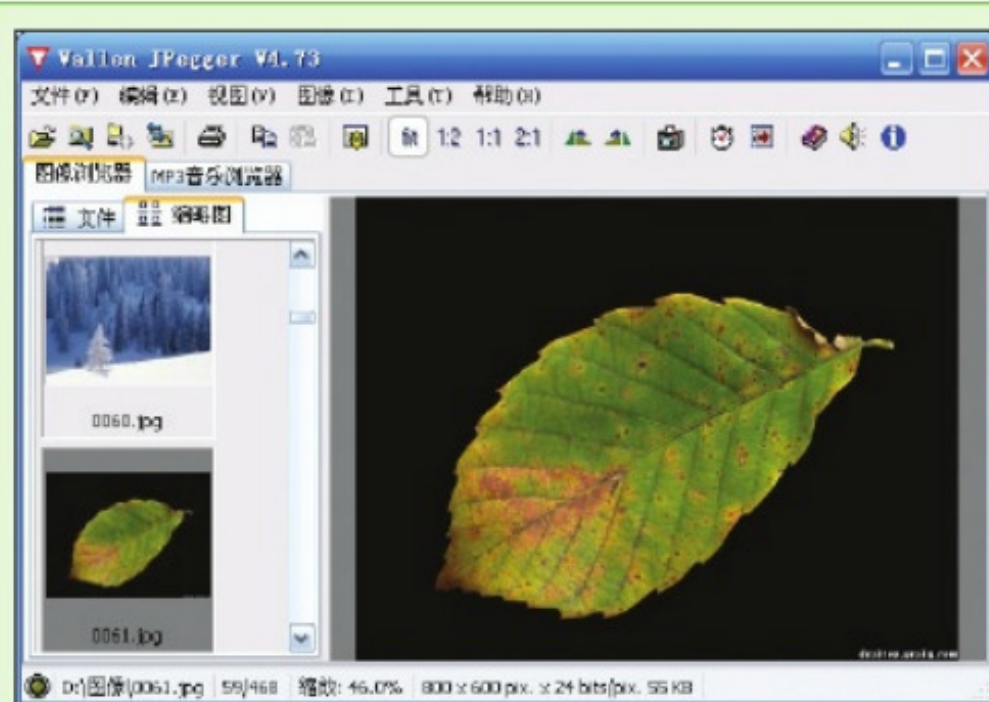 Vallon JPegger V4.73
文件(F) 编辑(E) 视图(V) 图像(I) 工具(T) 帮助(H)
fit 1:2 1:1 2:1
图像浏览器 MP3音乐浏览器
文件 缩略图
0060.jpg
0061.jpg
D:\图像\0061.jpg 59/468 缩放: 46.0% 800 x 600 pix. x 24 bits/pix. 55 KB